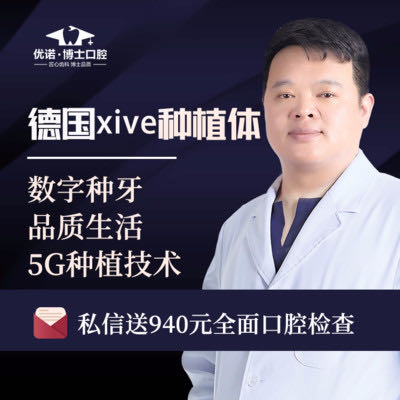 优诺·博士口腔
匠心齿科 博士品质
德国xive种植体
数字种牙
品质生活
5G种植技术
私信送940元全面口腔检查